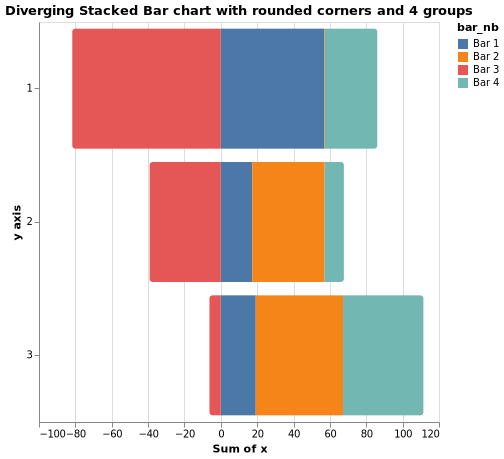 Diverging Stacked Bar chart with rounded corners and 4 groups
bar_nb
Bar 1
Bar 2
Bar 3
Bar 4
y axis
1
2
3
−100 −80 −60 −40 −20 0 20 40 60 80 100 120
Sum of x